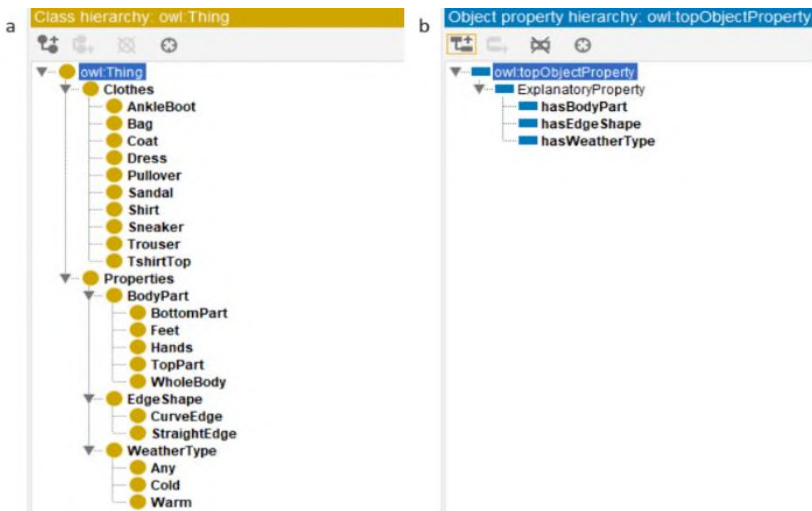 a
Class hierarchy: owl:Thing
owl:Thing
Clothes
AnkleBoot
Bag
Coat
Dress
Pullover
Sandal
Shirt
Sneaker
Trouser
TshirtTop
Properties
BodyPart
BottomPart
Feet
Hands
TopPart
WholeBody
EdgeShape
CurveEdge
StraightEdge
WeatherType
Any
Cold
Warm
b
Object property hierarchy: owl:topObjectProperty
owl:topObjectProperty
ExplanatoryProperty
hasBodyPart
hasEdgeShape
hasWeatherType